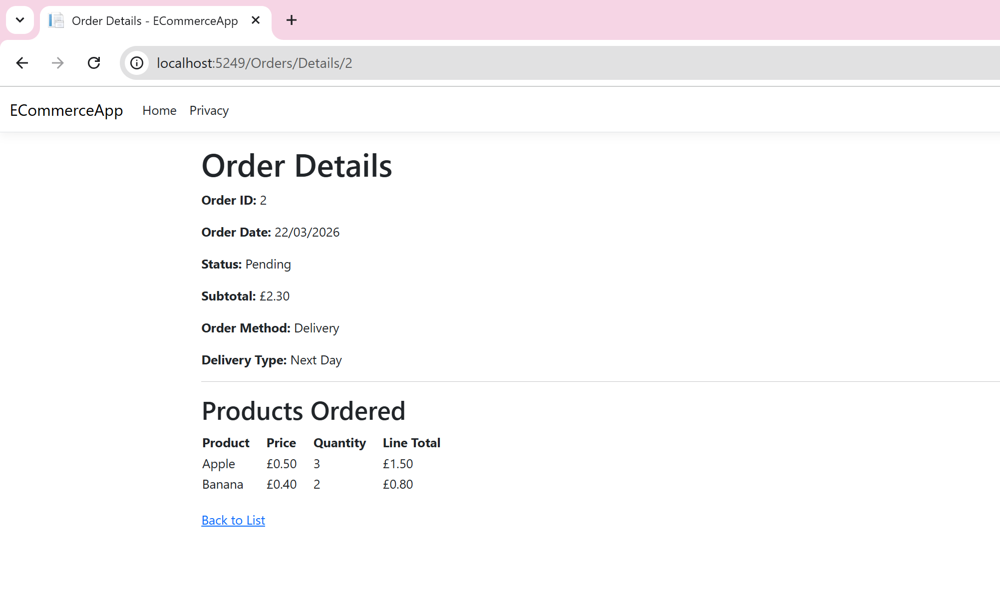 Order Details - ECommerceApp
localhost:5249/Orders/Details/2
ECommerceApp Home Privacy
Order Details
Order ID: 2
Order Date: 22/03/2026
Status: Pending
Subtotal: £2.30
Order Method: Delivery
Delivery Type: Next Day
Products Ordered
Product Price Quantity Line Total
Apple £0.50 3 £1.50
Banana £0.40 2 £0.80
Back to List